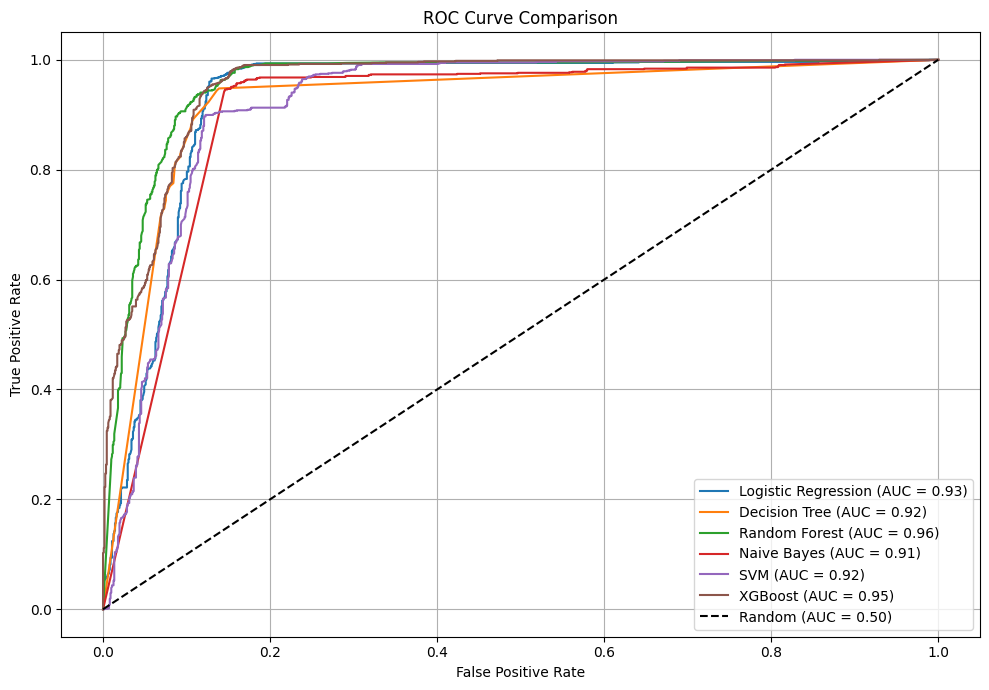 ROC Curve Comparison
True Positive Rate
1.0
0.8
0.6
0.4
0.2
0.0
0.0 0.2 0.4 0.6 0.8 1.0
False Positive Rate
Logistic Regression (AUC = 0.93)
Decision Tree (AUC = 0.92)
Random Forest (AUC = 0.96)
Naive Bayes (AUC = 0.91)
SVM (AUC = 0.92)
XGBoost (AUC = 0.95)
Random (AUC = 0.50)